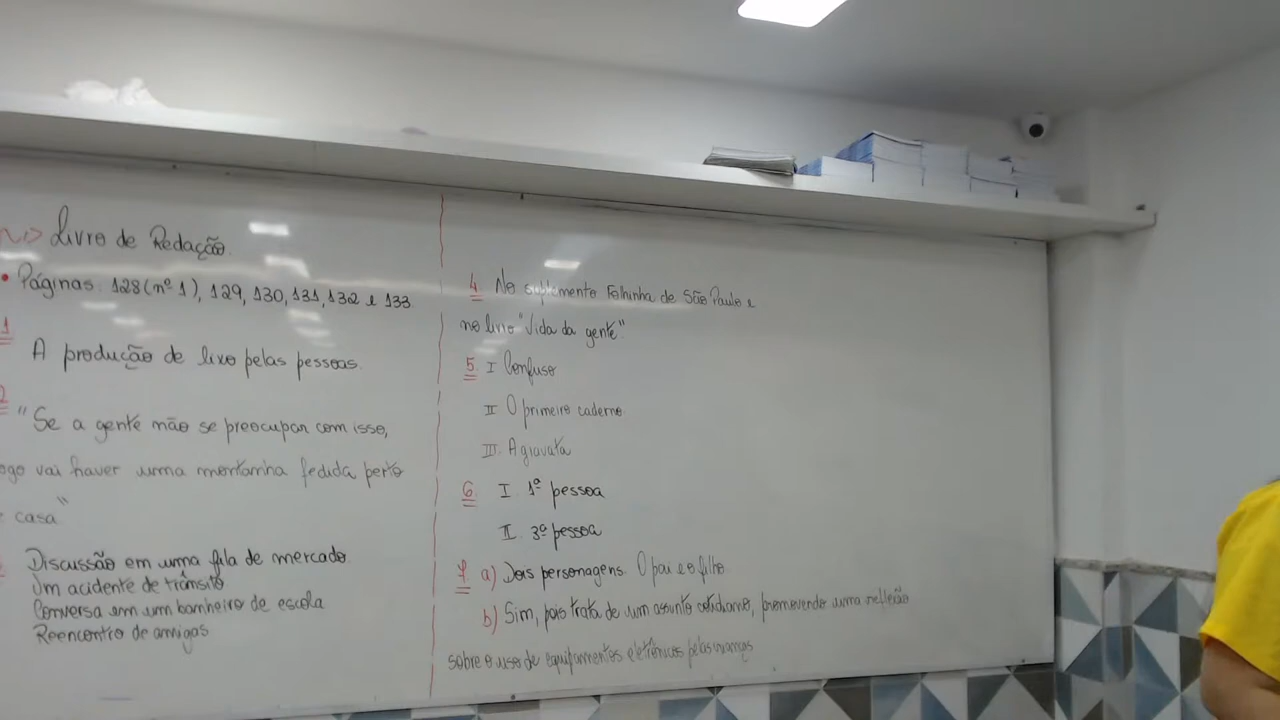 Livro de Redação.
• Páginas: 128(nº 1), 129, 130, 131, 132 e 133
1
A produção de lixo pelas pessoas.
2
"Se a gente não se preocupar com isso,
ogo vai haver uma montanha fedida perto
casa"
Discussão em uma fila de mercado
Um acidente de trânsito
Conversa em um banheiro de escola
Reencontro de amigos
4 No suplemento Folhinha de São Paulo e
no livro "Vida da gente"
5 I Confuso
II O primeiro caderno
III. A gravata
6 I. 1ª pessoa
II. 3ª pessoa
7 a) Dois personagens. O pai e o filho
b) Sim, pois trata de um assunto cotidiano, promovendo uma reflexão
sobre o uso de equipamentos eletrônicos pelas crianças